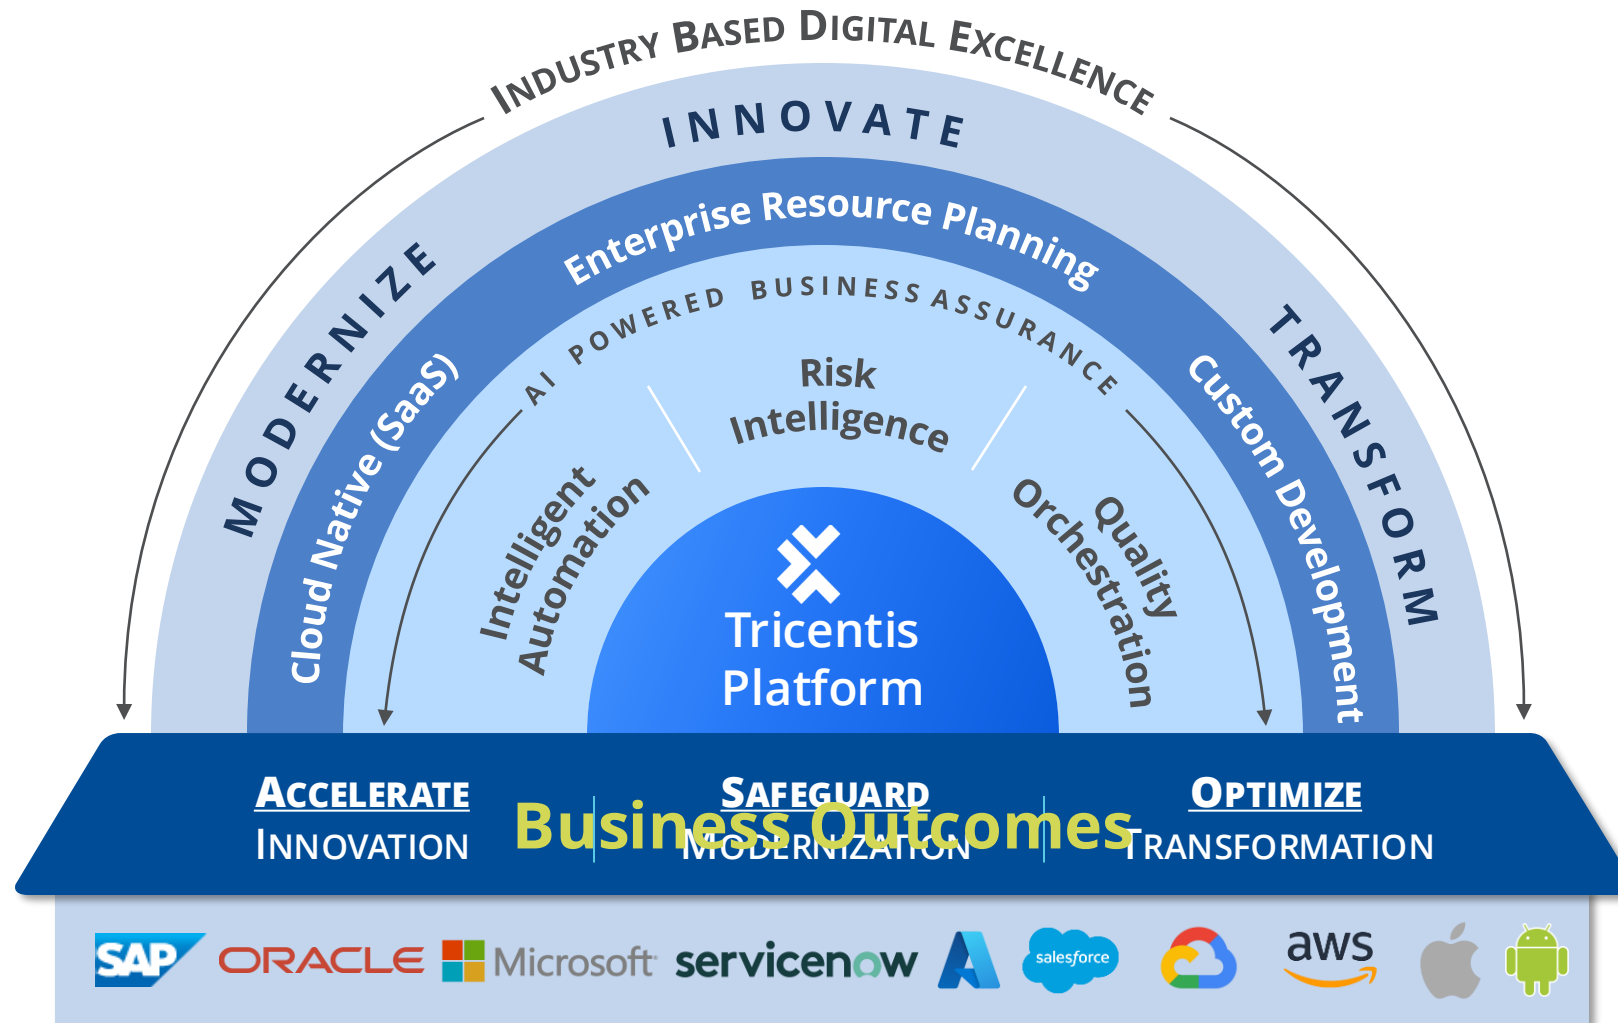 INDUSTRY BASED DIGITAL EXCELLENCE
INNOVATE
MODERNIZE
TRANSFORM
Enterprise Resource Planning
Cloud Native (SaaS)
Custom Development
AI POWERED BUSINESS ASSURANCE
Risk
Intelligence
Intelligent
Automation
Quality
Orchestration
Tricentis
Platform
ACCELERATE
INNOVATION
SAFEGUARD
MODERNIZATION
OPTIMIZE
TRANSFORMATION
Business Outcomes
SAP
ORACLE
Microsoft
servicenow
salesforce
aws